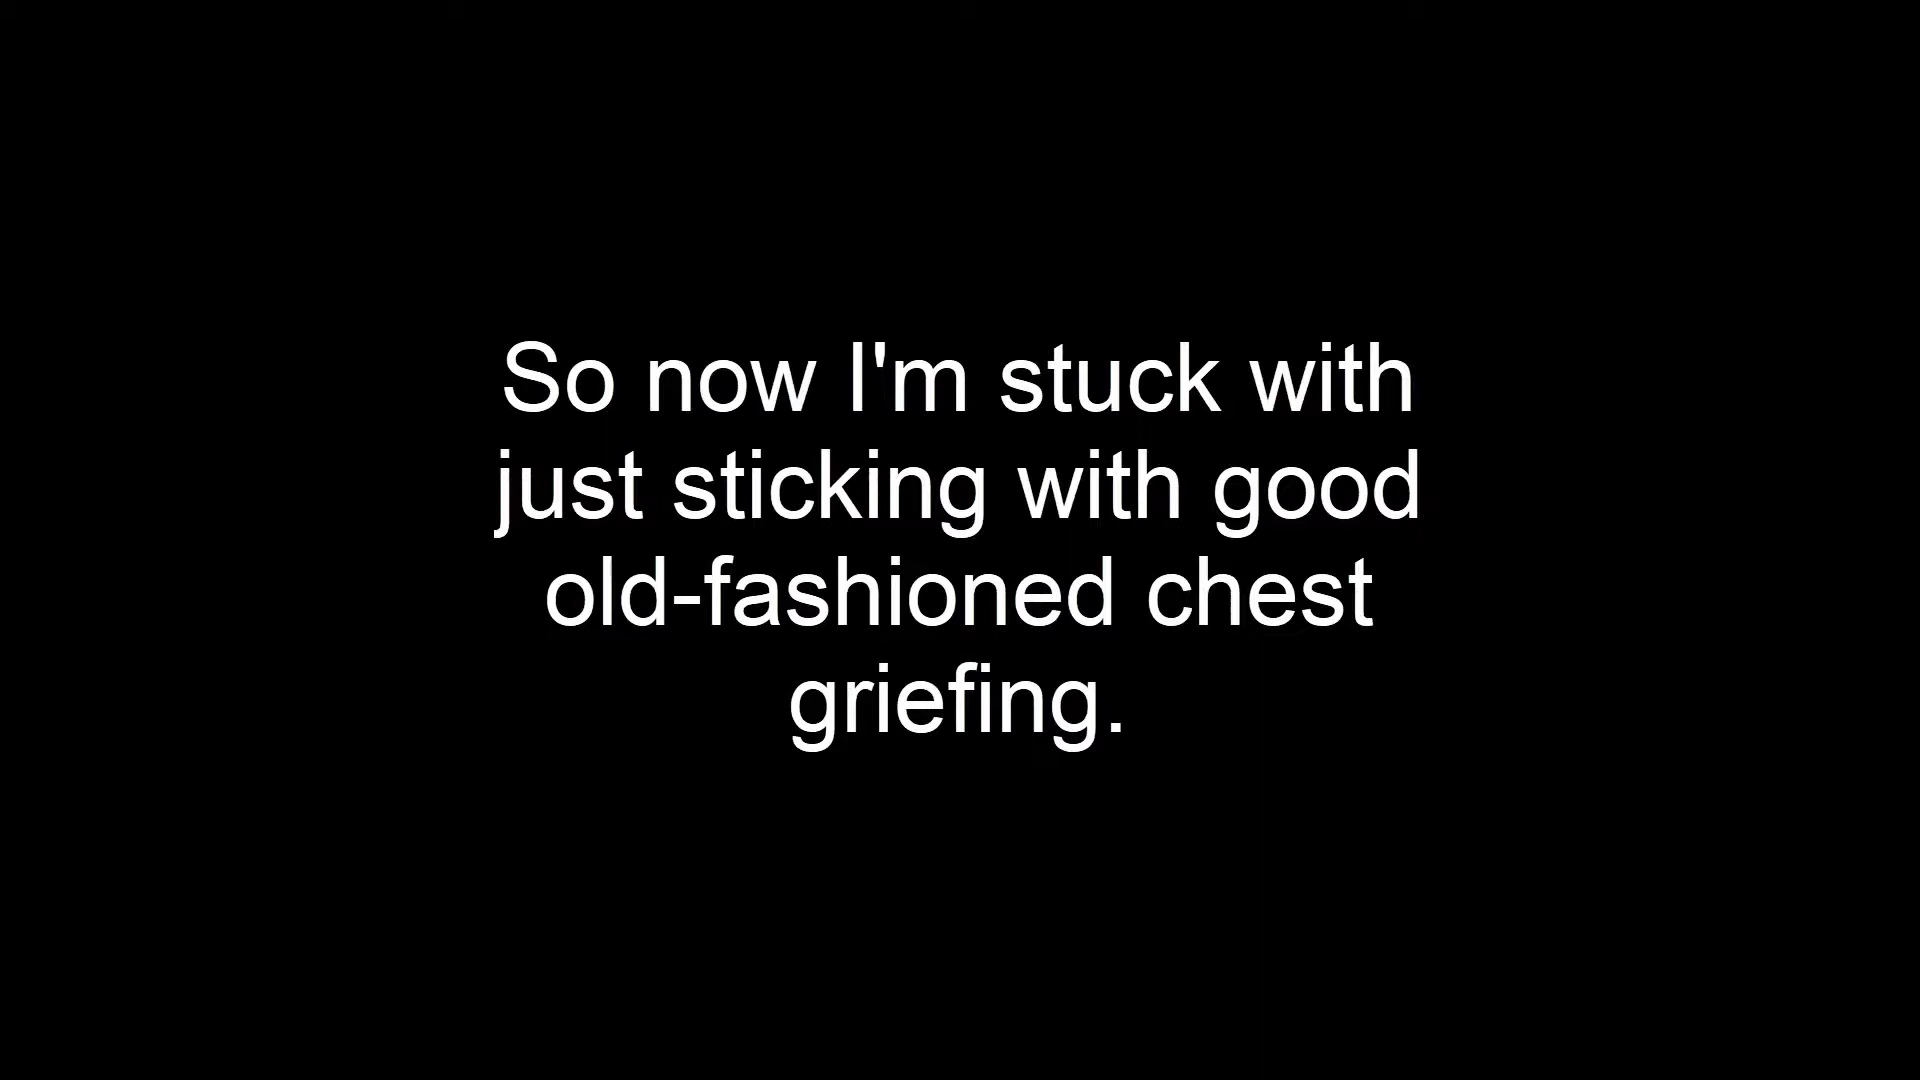 So now I'm stuck with
just sticking with good
old-fashioned chest
griefing.